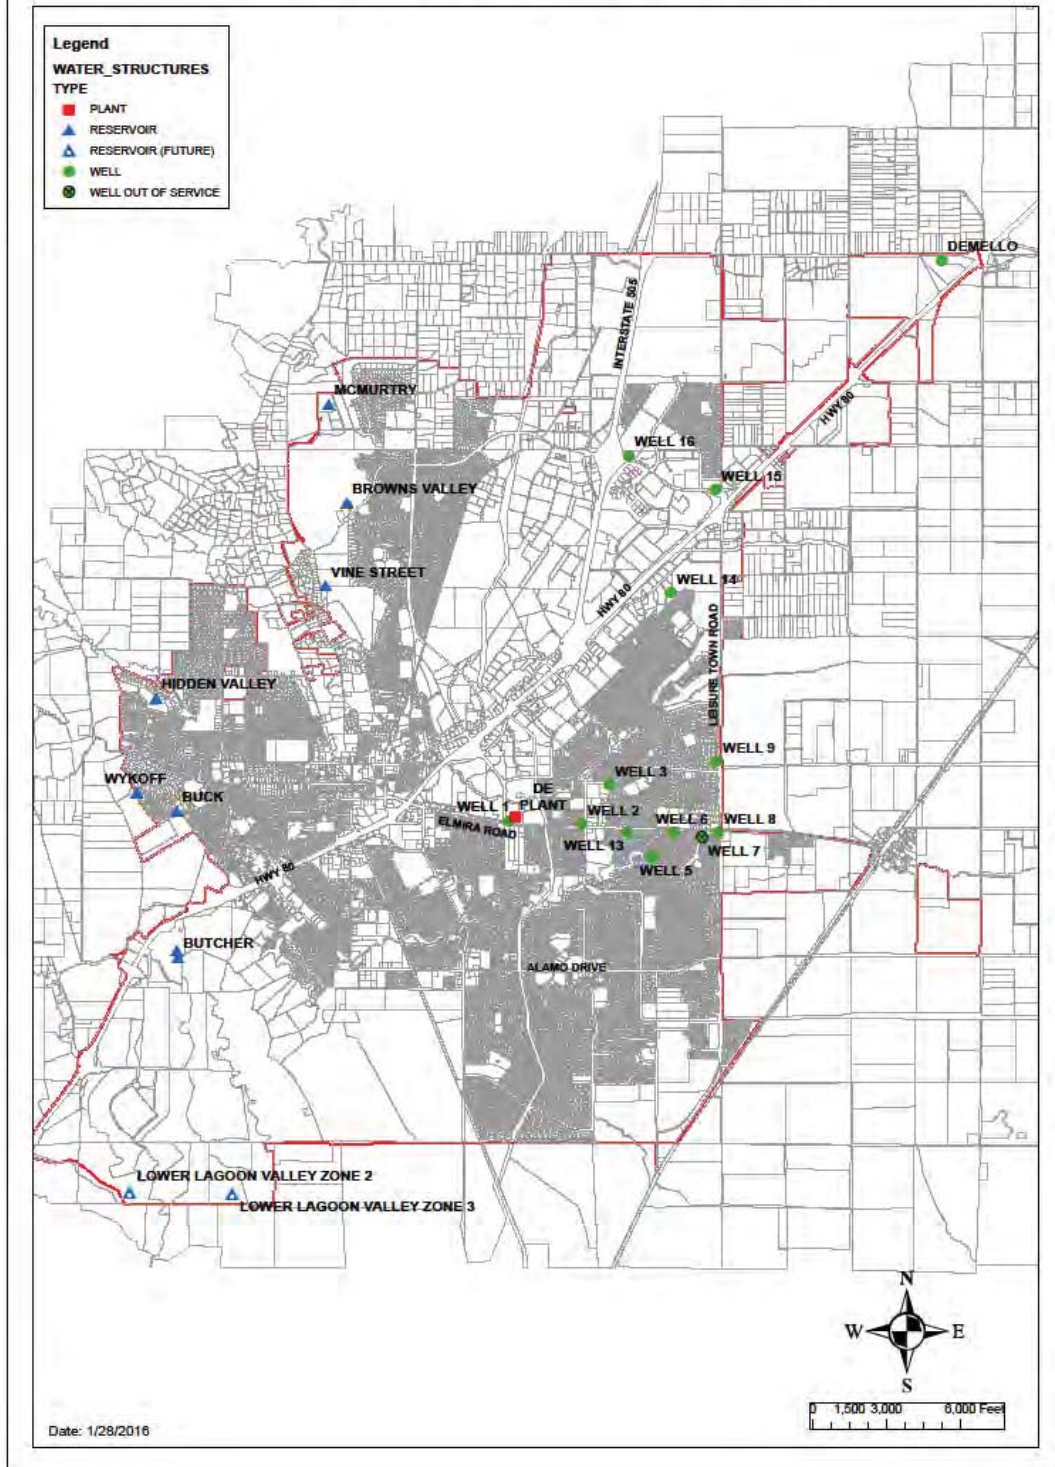 Legend
WATER_STRUCTURES
TYPE
PLANT
RESERVOIR
RESERVOIR (FUTURE)
WELL
WELL OUT OF SERVICE
DEMELLO
INTERSTATE 505
MCMURTRY
HWY 80
WELL 16
WELL 15
BROWNS VALLEY
VINE STREET
WELL 14
HWY 80
LEISURE TOWN ROAD
HIDDEN VALLEY
WELL 9
WYKOFF
WELL 3
BUCK
DE
PLANT
WELL 1
WELL 2
ELMIRA ROAD
WELL 6
WELL 8
WELL 13
WELL 7
WELL 5
HWY 80
BUTCHER
ALAMO DRIVE
LOWER LAGOON VALLEY ZONE 2
LOWER LAGOON VALLEY ZONE 3
N
W E
S
0 1,500 3,000 6,000 Feet
Date: 1/28/2016